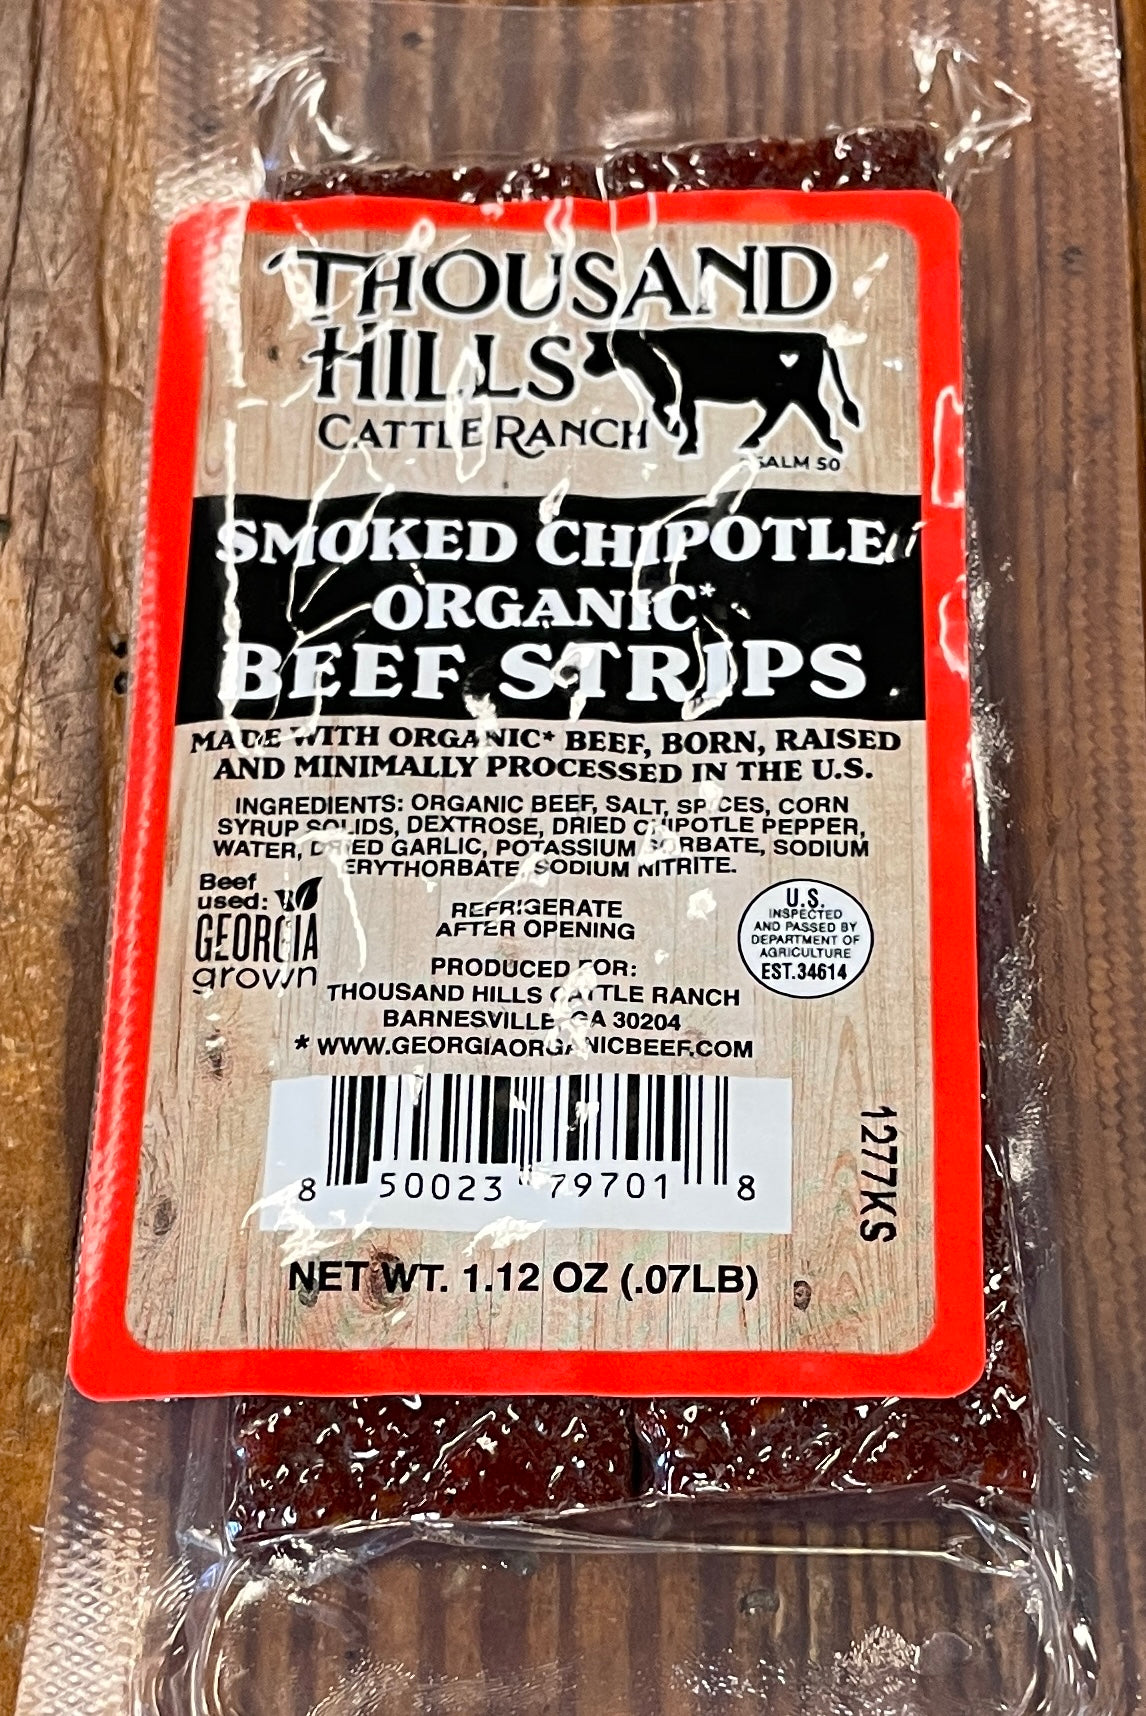 THOUSAND
HILLS
CATTLE RANCH
PSALM 50
SMOKED CHIPOTLE
ORGANIC*
BEEF STRIPS
MADE WITH ORGANIC* BEEF, BORN, RAISED
AND MINIMALLY PROCESSED IN THE U.S.
INGREDIENTS: ORGANIC BEEF, SALT, SPICES, CORN
SYRUP SOLIDS, DEXTROSE, DRIED CHIPOTLE PEPPER,
WATER, DRIED GARLIC, POTASSIUM SORBATE, SODIUM
ERYTHORBATE, SODIUM NITRITE.
Beef
used:
GEORGIA
grown
REFRIGERATE
AFTER OPENING
U.S.
INSPECTED
AND PASSED BY
DEPARTMENT OF
AGRICULTURE
EST.34614
PRODUCED FOR:
THOUSAND HILLS CATTLE RANCH
BARNESVILLE, GA 30204
* WWW.GEORGIAORGANICBEEF.COM
8 50023 79701 8
1277KS
NET WT. 1.12 OZ (.07LB)